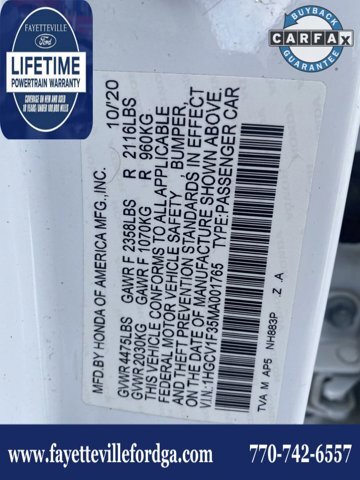 FAYETTEVILLE
Ford
LIFETIME
POWERTRAIN WARRANTY
BUYBACK
CARFAX
GUARANTEE
MFD. BY HONDA OF AMERICA MFG., INC. 10/'20
GVWR 4475LBS GAWR F 2358LBS R 2116LBS
GVWR 2030KG GAWR F 1070KG R 960KG
THIS VEHICLE CONFORMS TO ALL APPLICABLE
FEDERAL MOTOR VEHICLE SAFETY, BUMPER,
AND THEFT PREVENTION STANDARDS IN EFFECT
ON THE DATE OF MANUFACTURE SHOWN ABOVE.
V.I.N.: 1HGCV1F35MA001765 TYPE: PASSENGER CAR
TVA M AP5 NH883P Z .A
www.fayettevillefordga.com
770-742-6557